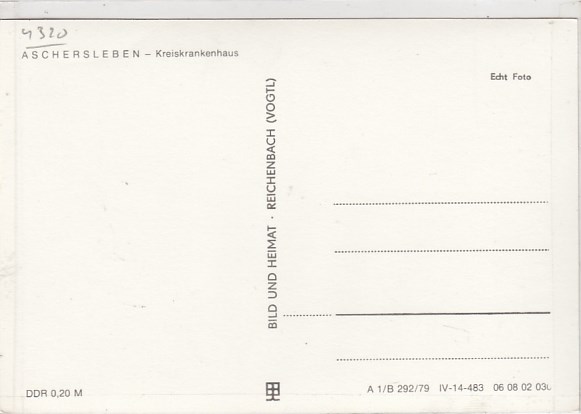 4320
ASCHERSLEBEN – Kreiskrankenhaus
Echt Foto
BILD UND HEIMAT · REICHENBACH (VOGTL)
DDR 0,20 M
A 1/B 292/79 IV-14-483 06 08 02 030